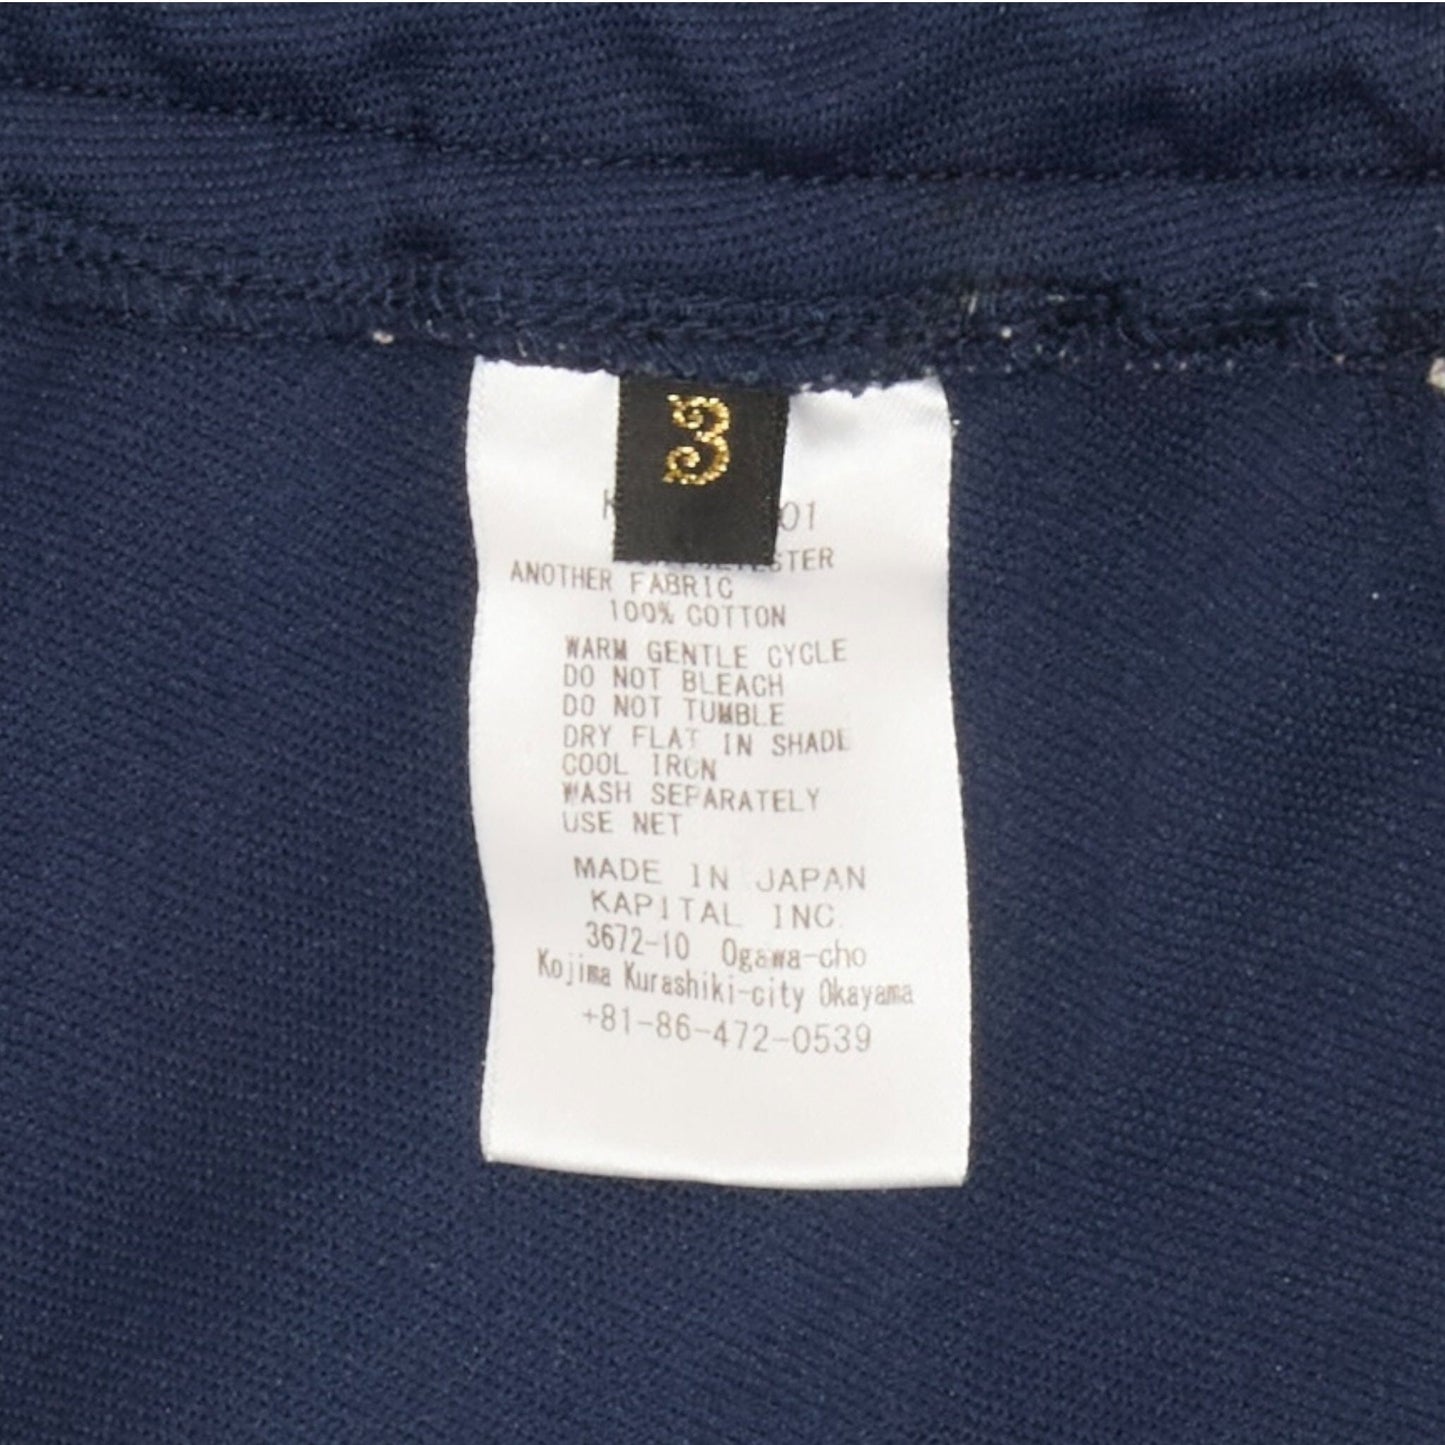 3
01
ANOTHER FABRIC
100% COTTON
WARM GENTLE CYCLE
DO NOT BLEACH
DO NOT TUMBLE
DRY FLAT IN SHADE
COOL IRON
WASH SEPARATELY
USE NET
MADE IN JAPAN
KAPITAL INC.
3672-10 Ogawa-cho
Kojima Kurashiki-city Okayama
+81-86-472-0539